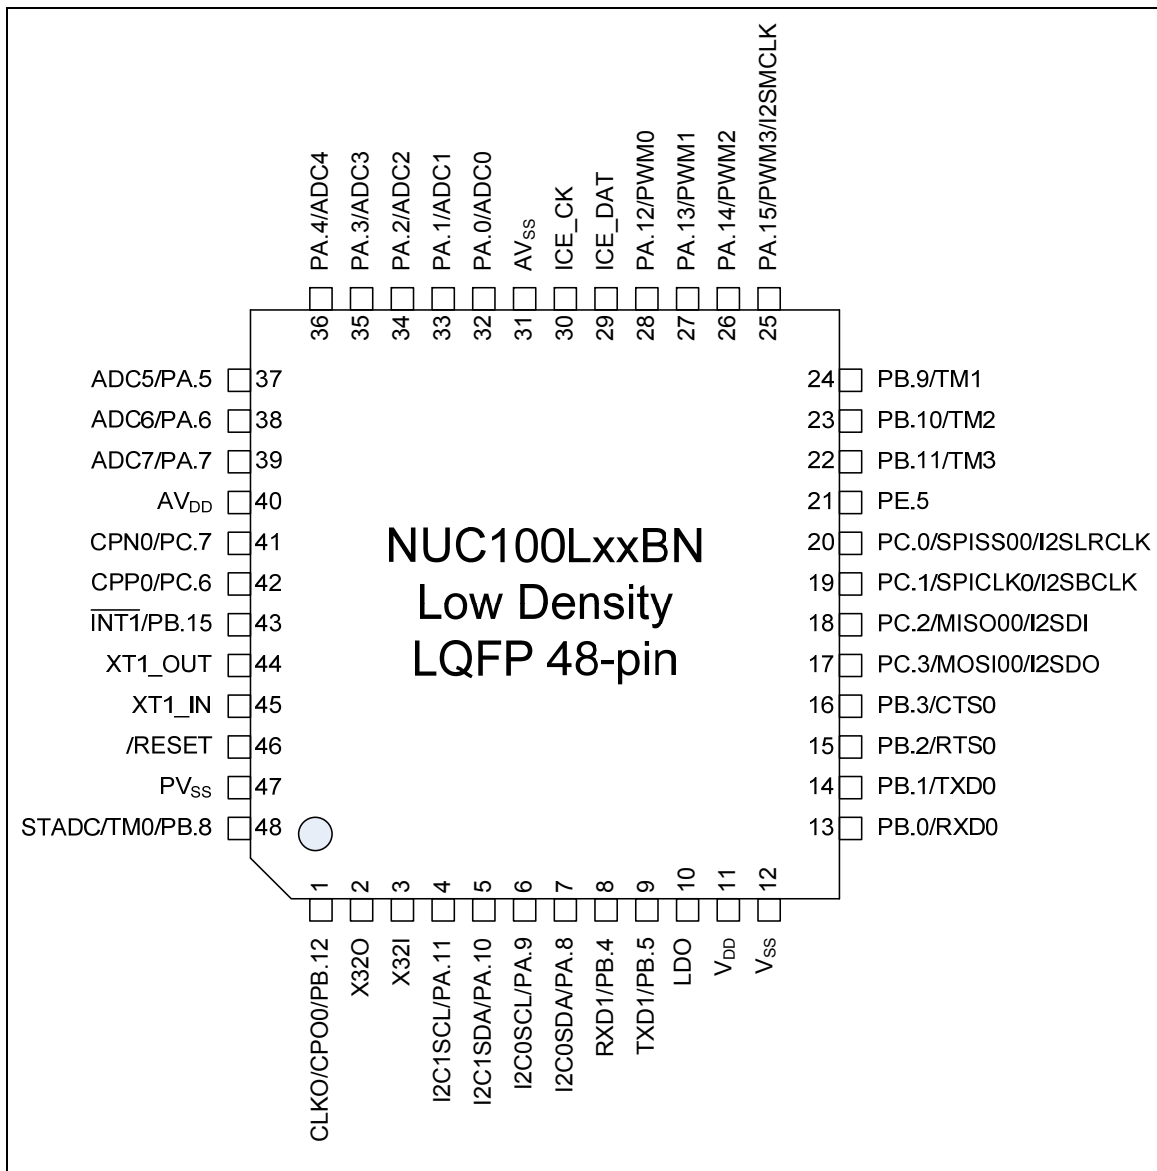 PA.4/ADC4
PA.3/ADC3
PA.2/ADC2
PA.1/ADC1
PA.0/ADC0
AVSS
ICE_CK
ICE_DAT
PA.12/PWM0
PA.13/PWM1
PA.14/PWM2
PA.15/PWM3/I2SMCLK
36
35
34
33
32
31
30
29
28
27
26
25
ADC5/PA.5 37
ADC6/PA.6 38
ADC7/PA.7 39
AVDD 40
CPN0/PC.7 41
CPP0/PC.6 42
INT1/PB.15 43
XT1_OUT 44
XT1_IN 45
/RESET 46
PVSS 47
STADC/TM0/PB.8 48
NUC100LxxBN
Low Density
LQFP 48-pin
24 PB.9/TM1
23 PB.10/TM2
22 PB.11/TM3
21 PE.5
20 PC.0/SPISS00/I2SLRCLK
19 PC.1/SPICLK0/I2SBCLK
18 PC.2/MISO00/I2SDI
17 PC.3/MOSI00/I2SDO
16 PB.3/CTS0
15 PB.2/RTS0
14 PB.1/TXD0
13 PB.0/RXD0
1
2
3
4
5
6
7
8
9
10
11
12
CLKO/CPO0/PB.12
X32O
X32I
I2C1SCL/PA.11
I2C1SDA/PA.10
I2C0SCL/PA.9
I2C0SDA/PA.8
RXD1/PB.4
TXD1/PB.5
LDO
VDD
VSS